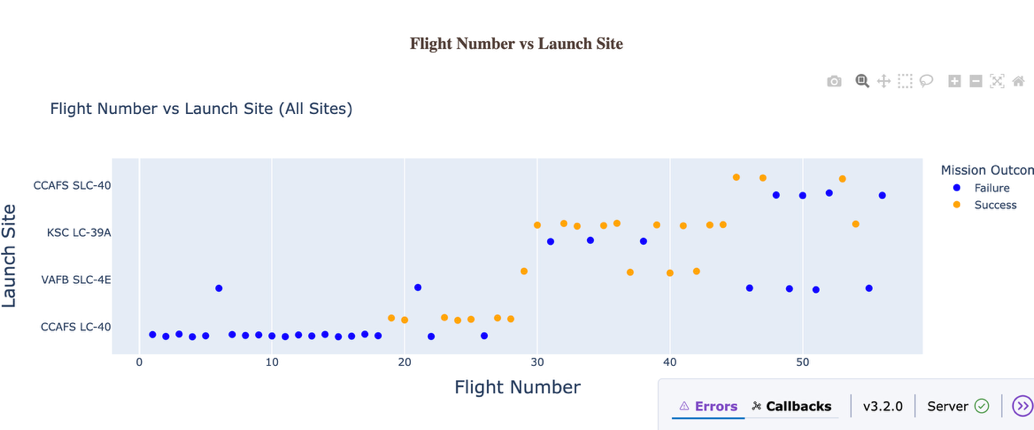 Flight Number vs Launch Site
Flight Number vs Launch Site (All Sites)
Mission Outcom
Failure
Success
Launch Site
CCAFS SLC-40
KSC LC-39A
VAFB SLC-4E
CCAFS LC-40
0 10 20 30 40 50
Flight Number
Errors Callbacks v3.2.0 Server